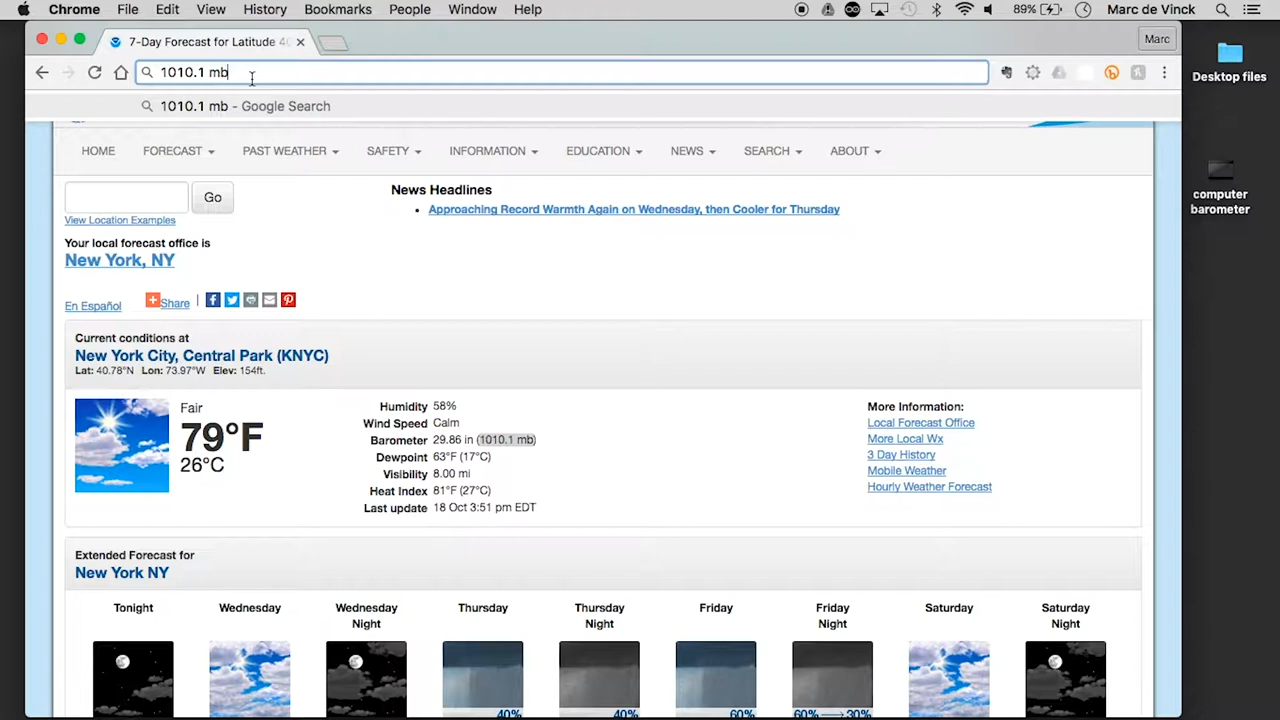 Chrome File Edit View History Bookmarks People Window Help 89% Marc de Vinck
7-Day Forecast for Latitude 40 Marc
1010.1 mb
1010.1 mb - Google Search
Desktop files
computer
barometer
HOME FORECAST PAST WEATHER SAFETY INFORMATION EDUCATION NEWS SEARCH ABOUT
Go
View Location Examples
News Headlines
Approaching Record Warmth Again on Wednesday, then Cooler for Thursday
Your local forecast office is
New York, NY
En Español Share
Current conditions at
New York City, Central Park (KNYC)
Lat: 40.78°N Lon: 73.97°W Elev: 154ft.
Fair
79°F
26°C
Humidity 58%
Wind Speed Calm
Barometer 29.86 in (1010.1 mb)
Dewpoint 63°F (17°C)
Visibility 8.00 mi
Heat Index 81°F (27°C)
Last update 18 Oct 3:51 pm EDT
More Information:
Local Forecast Office
More Local Wx
3 Day History
Mobile Weather
Hourly Weather Forecast
Extended Forecast for
New York NY
Tonight Wednesday Wednesday Night Thursday Thursday Night Friday Friday Night Saturday Saturday Night
40% 40% 60% 60% 30%